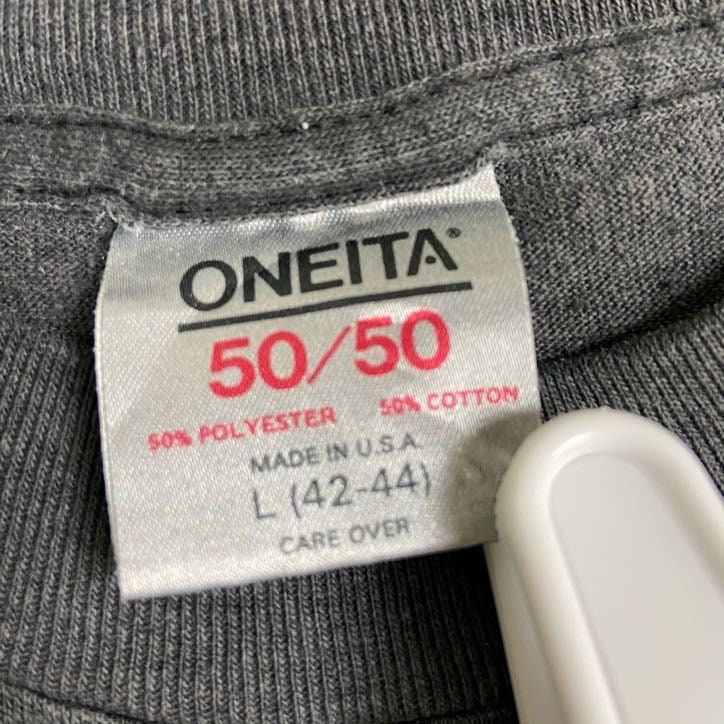 ONEITA®
50/50
50% POLYESTER 50% COTTON
MADE IN U.S.A.
L (42-44)
CARE OVER